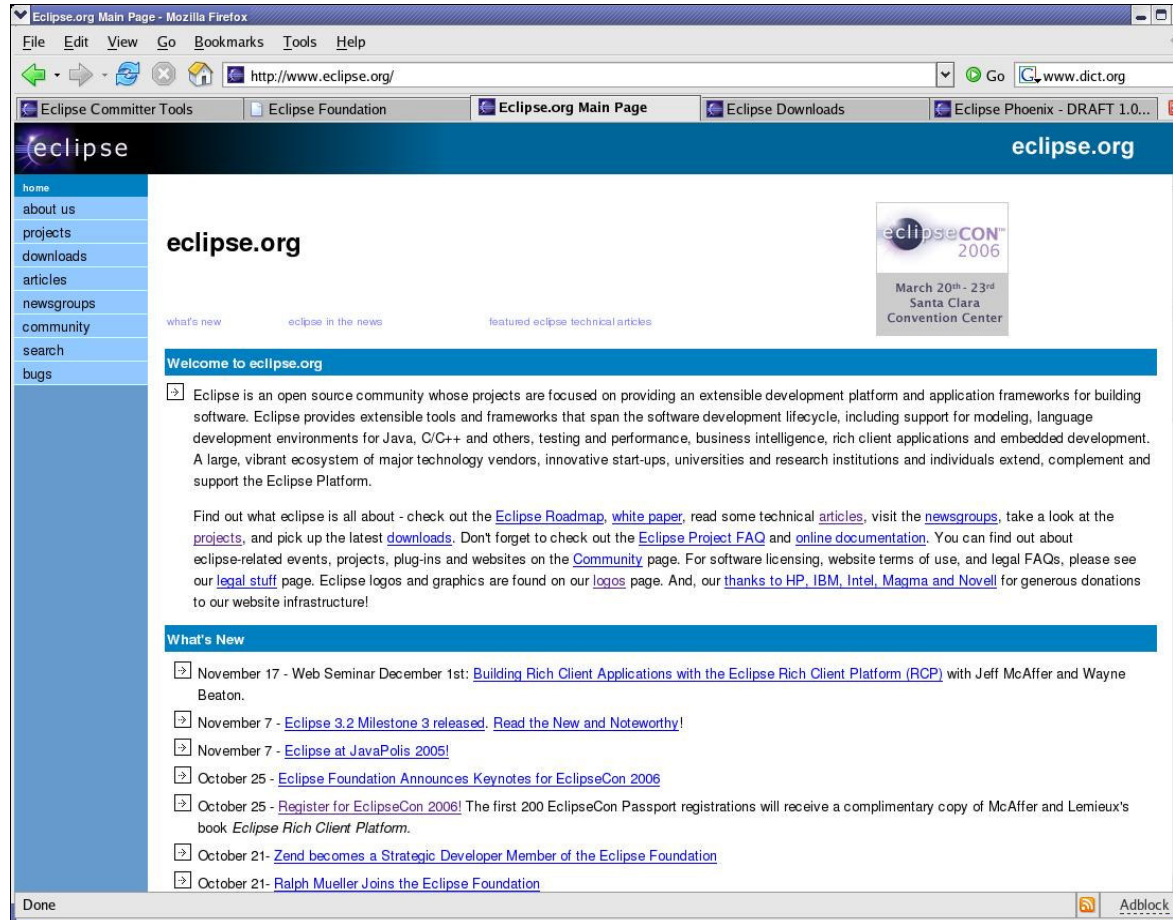 Eclipse.org Main Page - Mozilla Firefox
File Edit View Go Bookmarks Tools Help
http://www.eclipse.org/ Go www.dict.org
Eclipse Committer Tools Eclipse Foundation Eclipse.org Main Page Eclipse Downloads Eclipse Phoenix - DRAFT 1.0...
eclipse eclipse.org
home
about us
projects
downloads
articles
newsgroups
community
search
bugs
eclipse.org
eclipseCON™
2006
March 20th - 23rd
Santa Clara
Convention Center
what's new eclipse in the news featured eclipse technical articles
Welcome to eclipse.org
Eclipse is an open source community whose projects are focused on providing an extensible development platform and application frameworks for building
software. Eclipse provides extensible tools and frameworks that span the software development lifecycle, including support for modeling, language
development environments for Java, C/C++ and others, testing and performance, business intelligence, rich client applications and embedded development.
A large, vibrant ecosystem of major technology vendors, innovative start-ups, universities and research institutions and individuals extend, complement and
support the Eclipse Platform.
Find out what eclipse is all about - check out the Eclipse Roadmap, white paper, read some technical articles, visit the newsgroups, take a look at the
projects, and pick up the latest downloads. Don't forget to check out the Eclipse Project FAQ and online documentation. You can find out about
eclipse-related events, projects, plug-ins and websites on the Community page. For software licensing, website terms of use, and legal FAQs, please see
our legal stuff page. Eclipse logos and graphics are found on our logos page. And, our thanks to HP, IBM, Intel, Magma and Novell for generous donations
to our website infrastructure!
What's New
November 17 - Web Seminar December 1st: Building Rich Client Applications with the Eclipse Rich Client Platform (RCP) with Jeff McAffer and Wayne
Beaton.
November 7 - Eclipse 3.2 Milestone 3 released. Read the New and Noteworthy!
November 7 - Eclipse at JavaPolis 2005!
October 25 - Eclipse Foundation Announces Keynotes for EclipseCon 2006
October 25 - Register for EclipseCon 2006! The first 200 EclipseCon Passport registrations will receive a complimentary copy of McAffer and Lemieux's
book Eclipse Rich Client Platform.
October 21- Zend becomes a Strategic Developer Member of the Eclipse Foundation
October 21- Ralph Mueller Joins the Eclipse Foundation
Done Adblock